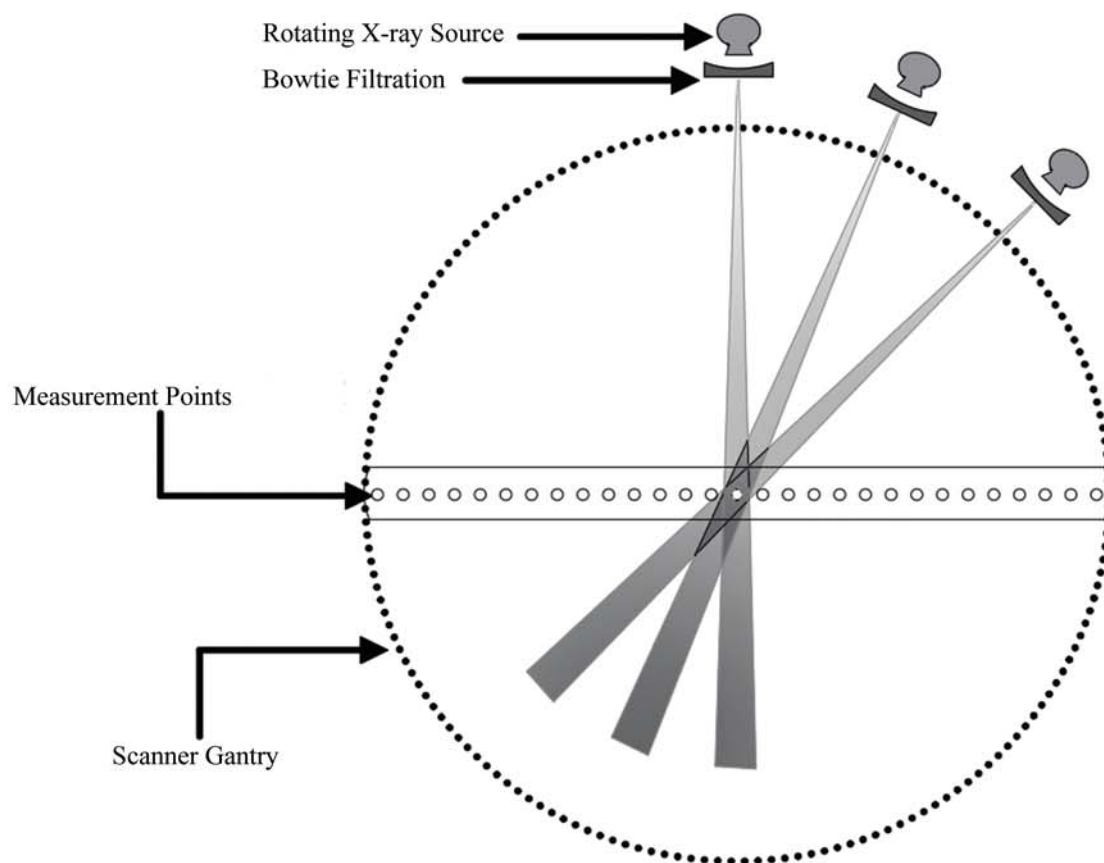 Rotating X-ray Source
Bowtie Filtration
Measurement Points
Scanner Gantry